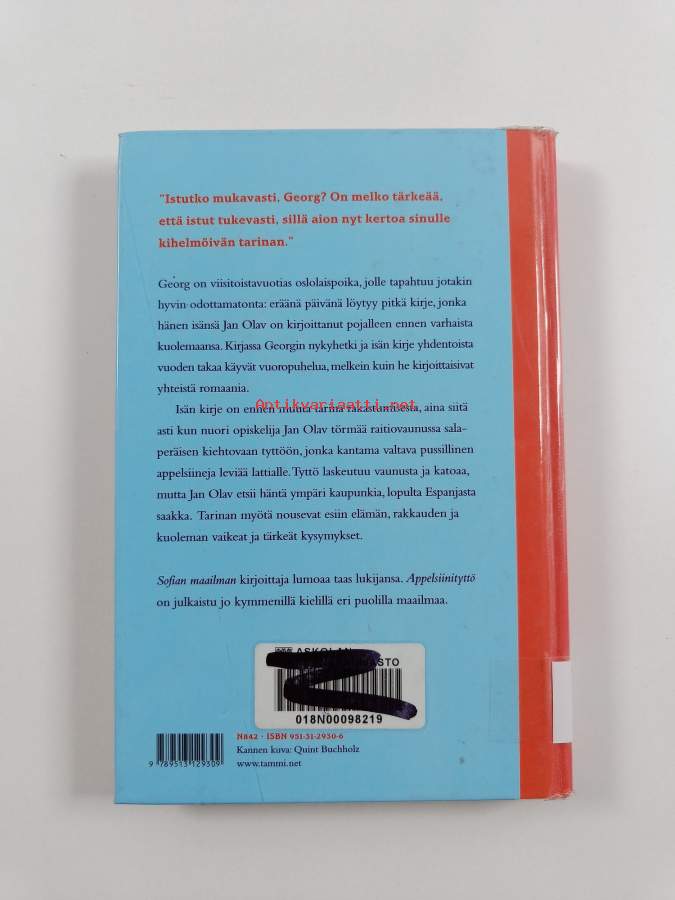 "Istutko mukavasti, Georg? On melko tärkeää,
että istut tukevasti, sillä aion nyt kertoa sinulle
kihelmöivän tarinan."
Georg on viisitoistavuotias oslolaispoika, jolle tapahtuu jotakin
hyvin odottamatonta: eräänä päivänä löytyy pitkä kirje, jonka
hänen isänsä Jan Olav on kirjoittanut pojalleen ennen varhaista
kuolemaansa. Kirjassa Georgin nykyhetki ja isän kirje yhdentoista
vuoden takaa käyvät vuoropuhelua, melkein kuin he kirjoittaisivat
yhteistä romaania.
Antikvariaatti.net
Isän kirje on ennen muuta tarina rakastumisesta, aina siitä
asti kun nuori opiskelija Jan Olav törmää raitiovaunussa sala-
peräisen kiehtovaan tyttöön, jonka kantama valtava pussillinen
appelsiineja leviää lattialle. Tyttö laskeutuu vaunusta ja katoaa,
mutta Jan Olav etsii häntä ympäri kaupunkia, lopulta Espanjasta
saakka. Tarinan myötä nousevat esiin elämän, rakkauden ja
kuoleman vaikeat ja tärkeät kysymykset.
Sofian maailman kirjoittaja lumoaa taas lukijansa. Appelsiinityttö
on julkaistu jo kymmenillä kielillä eri puolilla maailmaa.
ASKOLAN
018N00098219
N842 · ISBN 951-31-2930-6
Kannen kuva: Quint Buchholz
www.tammi.net
9 789513 129309